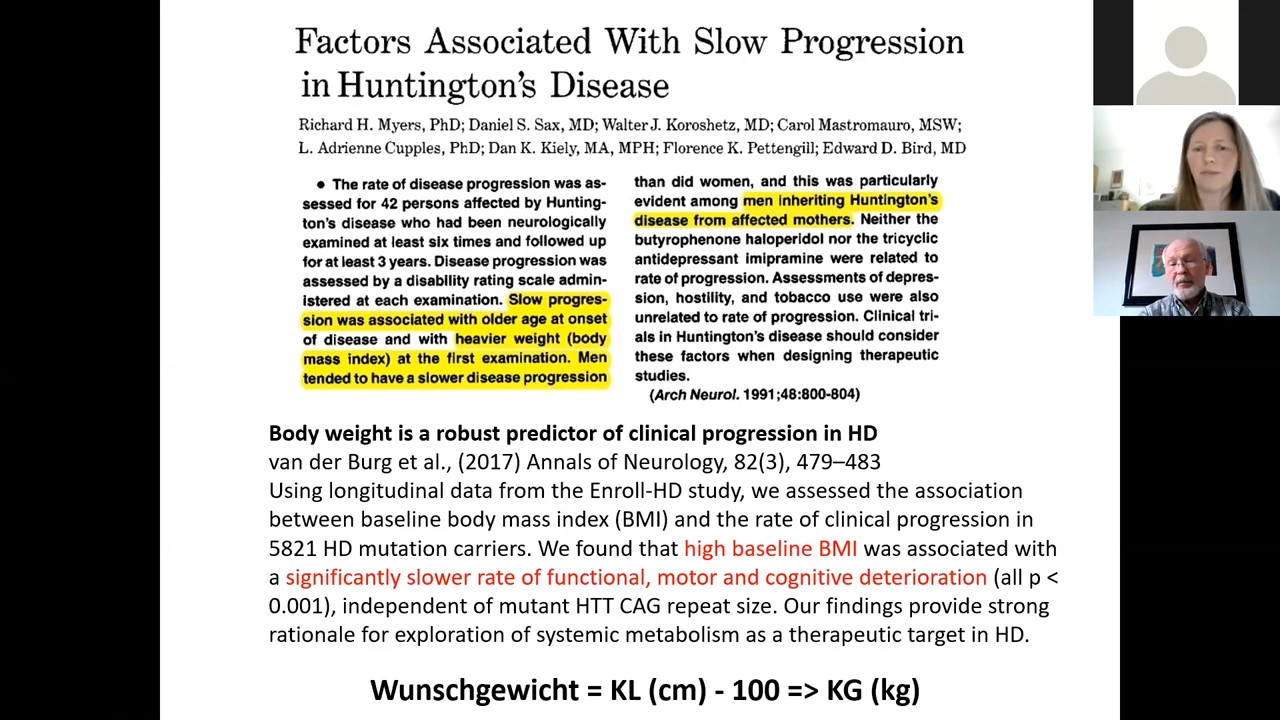 Factors Associated With Slow Progression
in Huntington's Disease
Richard H. Myers, PhD; Daniel S. Sax, MD; Walter J. Koroshetz, MD; Carol Mastromauro, MSW;
L. Adrienne Cupples, PhD; Dan K. Kiely, MA, MPH; Florence K. Pettengill; Edward D. Bird, MD
• The rate of disease progression was as-
sessed for 42 persons affected by Hunting-
ton's disease who had been neurologically
examined at least six times and followed up
for at least 3 years. Disease progression was
assessed by a disability rating scale admin-
istered at each examination. Slow progres-
sion was associated with older age at onset
of disease and with heavier weight (body
mass index) at the first examination. Men
tended to have a slower disease progression
than did women, and this was particularly
evident among men inheriting Huntington's
disease from affected mothers. Neither the
butyrophenone haloperidol nor the tricyclic
antidepressant imipramine were related to
rate of progression. Assessments of depres-
sion, hostility, and tobacco use were also
unrelated to rate of progression. Clinical tri-
als in Huntington's disease should consider
these factors when designing therapeutic
studies.
(Arch Neurol. 1991;48:800-804)
Body weight is a robust predictor of clinical progression in HD
van der Burg et al., (2017) Annals of Neurology, 82(3), 479–483
Using longitudinal data from the Enroll-HD study, we assessed the association
between baseline body mass index (BMI) and the rate of clinical progression in
5821 HD mutation carriers. We found that high baseline BMI was associated with
a significantly slower rate of functional, motor and cognitive deterioration (all p <
0.001), independent of mutant HTT CAG repeat size. Our findings provide strong
rationale for exploration of systemic metabolism as a therapeutic target in HD.
Wunschgewicht = KL (cm) - 100 => KG (kg)